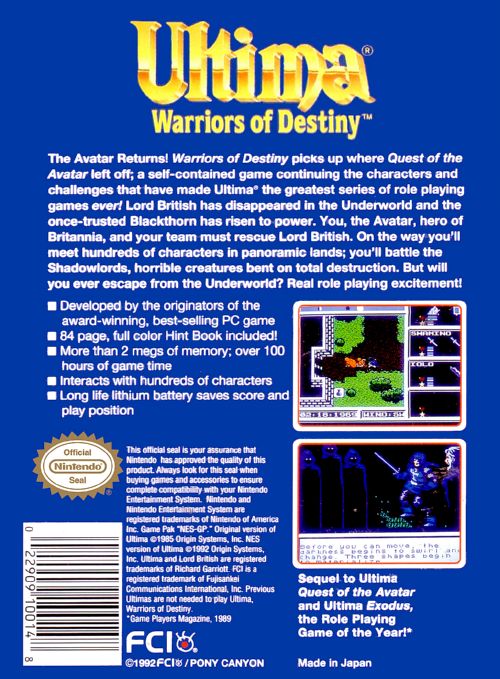 Ultima®
Warriors of Destiny™
The Avatar Returns! Warriors of Destiny picks up where Quest of the
Avatar left off; a self-contained game continuing the characters and
challenges that have made Ultima® the greatest series of role playing
games ever! Lord British has disappeared in the Underworld and the
once-trusted Blackthorn has risen to power. You, the Avatar, hero of
Britannia, and your team must rescue Lord British. On the way you'll
meet hundreds of characters in panoramic lands; you'll battle the
Shadowlords, horrible creatures bent on total destruction. But will
you ever escape from the Underworld? Real role playing excitement!
■ Developed by the originators of the
award-winning, best-selling PC game
■ 84 page, full color Hint Book included!
■ More than 2 megs of memory; over 100
hours of game time
■ Interacts with hundreds of characters
■ Long life lithium battery saves score and
play position
SHAMINO
IOLO
02-18-1989
WIND:
Before you can move, the
darkness begins to swirl and
change. Three shapes begin
to materialize
Official
Nintendo
Seal
This official seal is your assurance that
Nintendo has approved the quality of this
product. Always look for this seal when
buying games and accessories to ensure
complete compatibility with your Nintendo
Entertainment System. Nintendo and
Nintendo Entertainment System are
registered trademarks of Nintendo of America
Inc. Game Pak "NES-GP." Original version of
Ultima ©1985 Origin Systems, Inc. NES
version of Ultima ©1992 Origin Systems,
Inc. Ultima and Lord British are registered
trademarks of Richard Garriott. FCI is a
registered trademark of Fujisankei
Communications International, Inc. Previous
Ultimas are not needed to play Ultima,
Warriors of Destiny.
*Game Players Magazine, 1989
0 22909 10014 8
FCI
©1992 FCI® / PONY CANYON
Sequel to Ultima
Quest of the Avatar
and Ultima Exodus,
the Role Playing
Game of the Year!*
Made in Japan